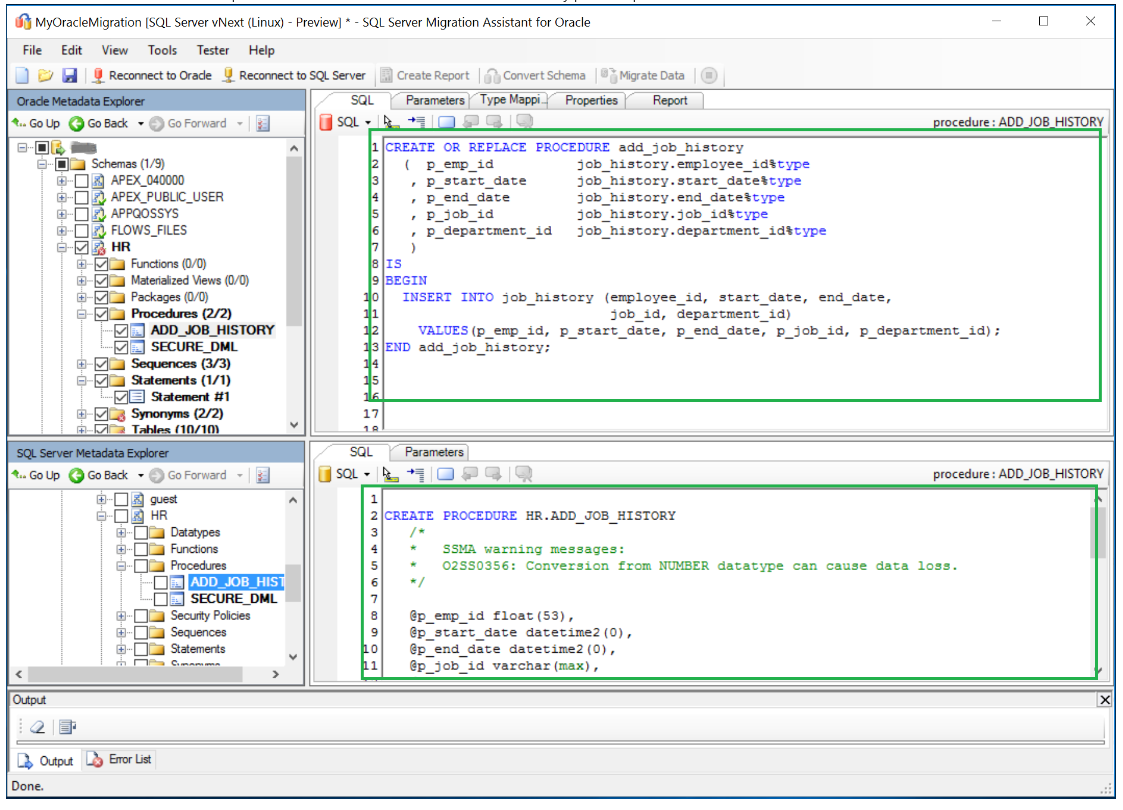 MyOracleMigration [SQL Server vNext (Linux) - Preview] * - SQL Server Migration Assistant for Oracle
File Edit View Tools Tester Help
Reconnect to Oracle Reconnect to SQL Server Create Report Convert Schema Migrate Data
Oracle Metadata Explorer
Go Up Go Back Go Forward
Schemas (1/9)
APEX_040000
APEX_PUBLIC_USER
APPQOSSYS
FLOWS_FILES
HR
Functions (0/0)
Materialized Views (0/0)
Packages (0/0)
Procedures (2/2)
ADD_JOB_HISTORY
SECURE_DML
Sequences (3/3)
Statements (1/1)
Statement #1
Synonyms (2/2)
Tables (10/10)
SQL Parameters Type Mappi... Properties Report
SQL procedure : ADD_JOB_HISTORY
1 CREATE OR REPLACE PROCEDURE add_job_history
2 ( p_emp_id job_history.employee_id%type
3 , p_start_date job_history.start_date%type
4 , p_end_date job_history.end_date%type
5 , p_job_id job_history.job_id%type
6 , p_department_id job_history.department_id%type
7 )
8 IS
9 BEGIN
10 INSERT INTO job_history (employee_id, start_date, end_date,
11 job_id, department_id)
12 VALUES(p_emp_id, p_start_date, p_end_date, p_job_id, p_department_id);
13 END add_job_history;
14
15
16
17
18
SQL Server Metadata Explorer
Go Up Go Back Go Forward
guest
HR
Datatypes
Functions
Procedures
ADD_JOB_HIST
SECURE_DML
Security Policies
Sequences
Statements
Synonyms
SQL Parameters
SQL procedure : ADD_JOB_HISTORY
1
2 CREATE PROCEDURE HR.ADD_JOB_HISTORY
3 /*
4 * SSMA warning messages:
5 * O2SS0356: Conversion from NUMBER datatype can cause data loss.
6 */
7
8 @p_emp_id float(53),
9 @p_start_date datetime2(0),
10 @p_end_date datetime2(0),
11 @p_job_id varchar(max),
Output
Output Error List
Done.